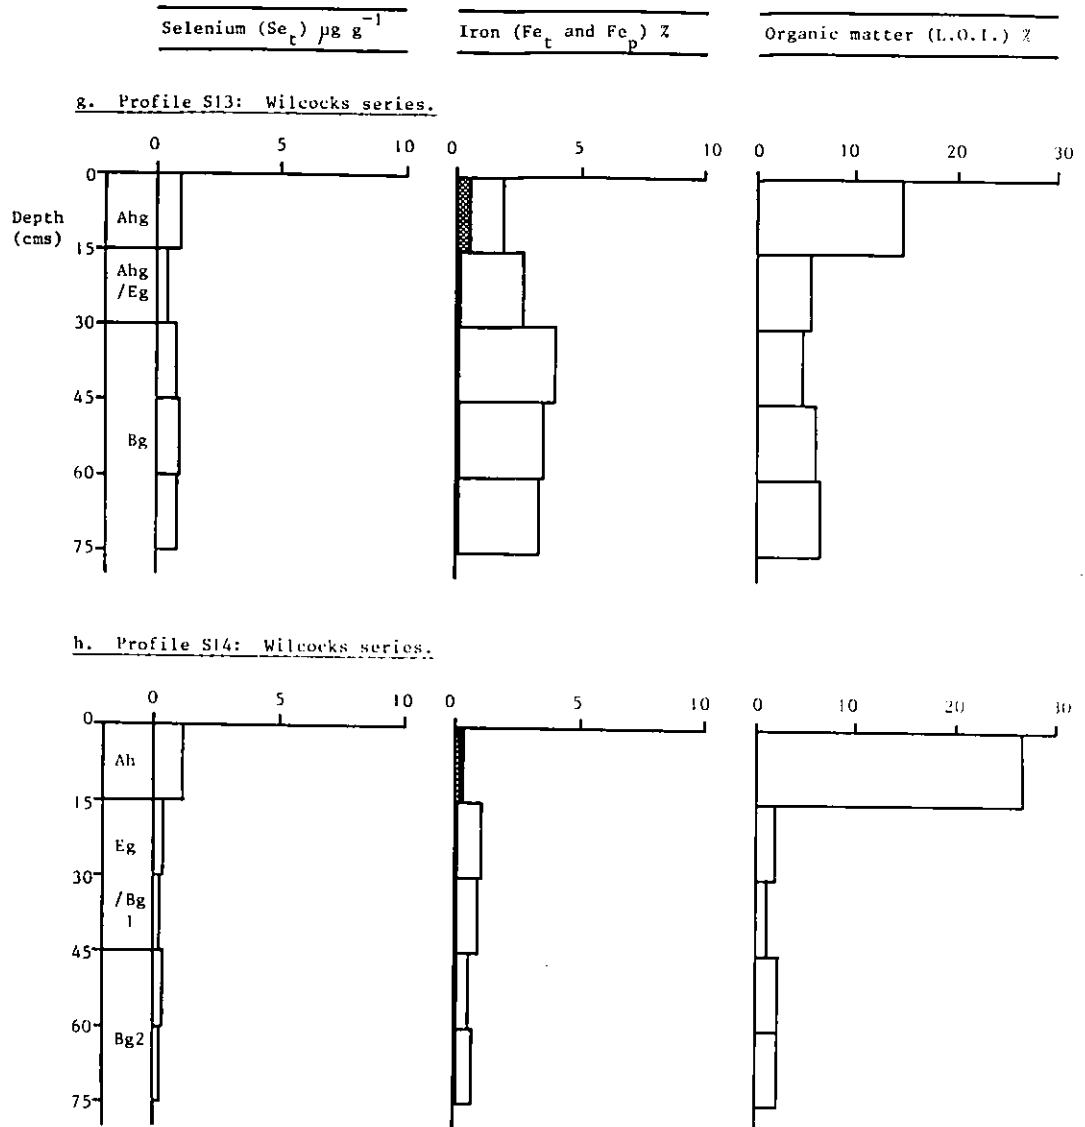 Selenium (Se_t) µg g⁻¹ Iron (Fe_t and Fe_p) % Organic matter (L.O.I.) %
g. Profile S13: Wilcocks series.
0 5 10 0 5 10 0 10 20 30
0
Depth
(cms)
Ahg
15
Ahg
/Eg
30
45
Bg
60
75
h. Profile S14: Wilcocks series.
0 5 10 0 5 10 0 10 20 30
0
Ah
15
Eg
30
/Bg
1
45
60
Bg2
75